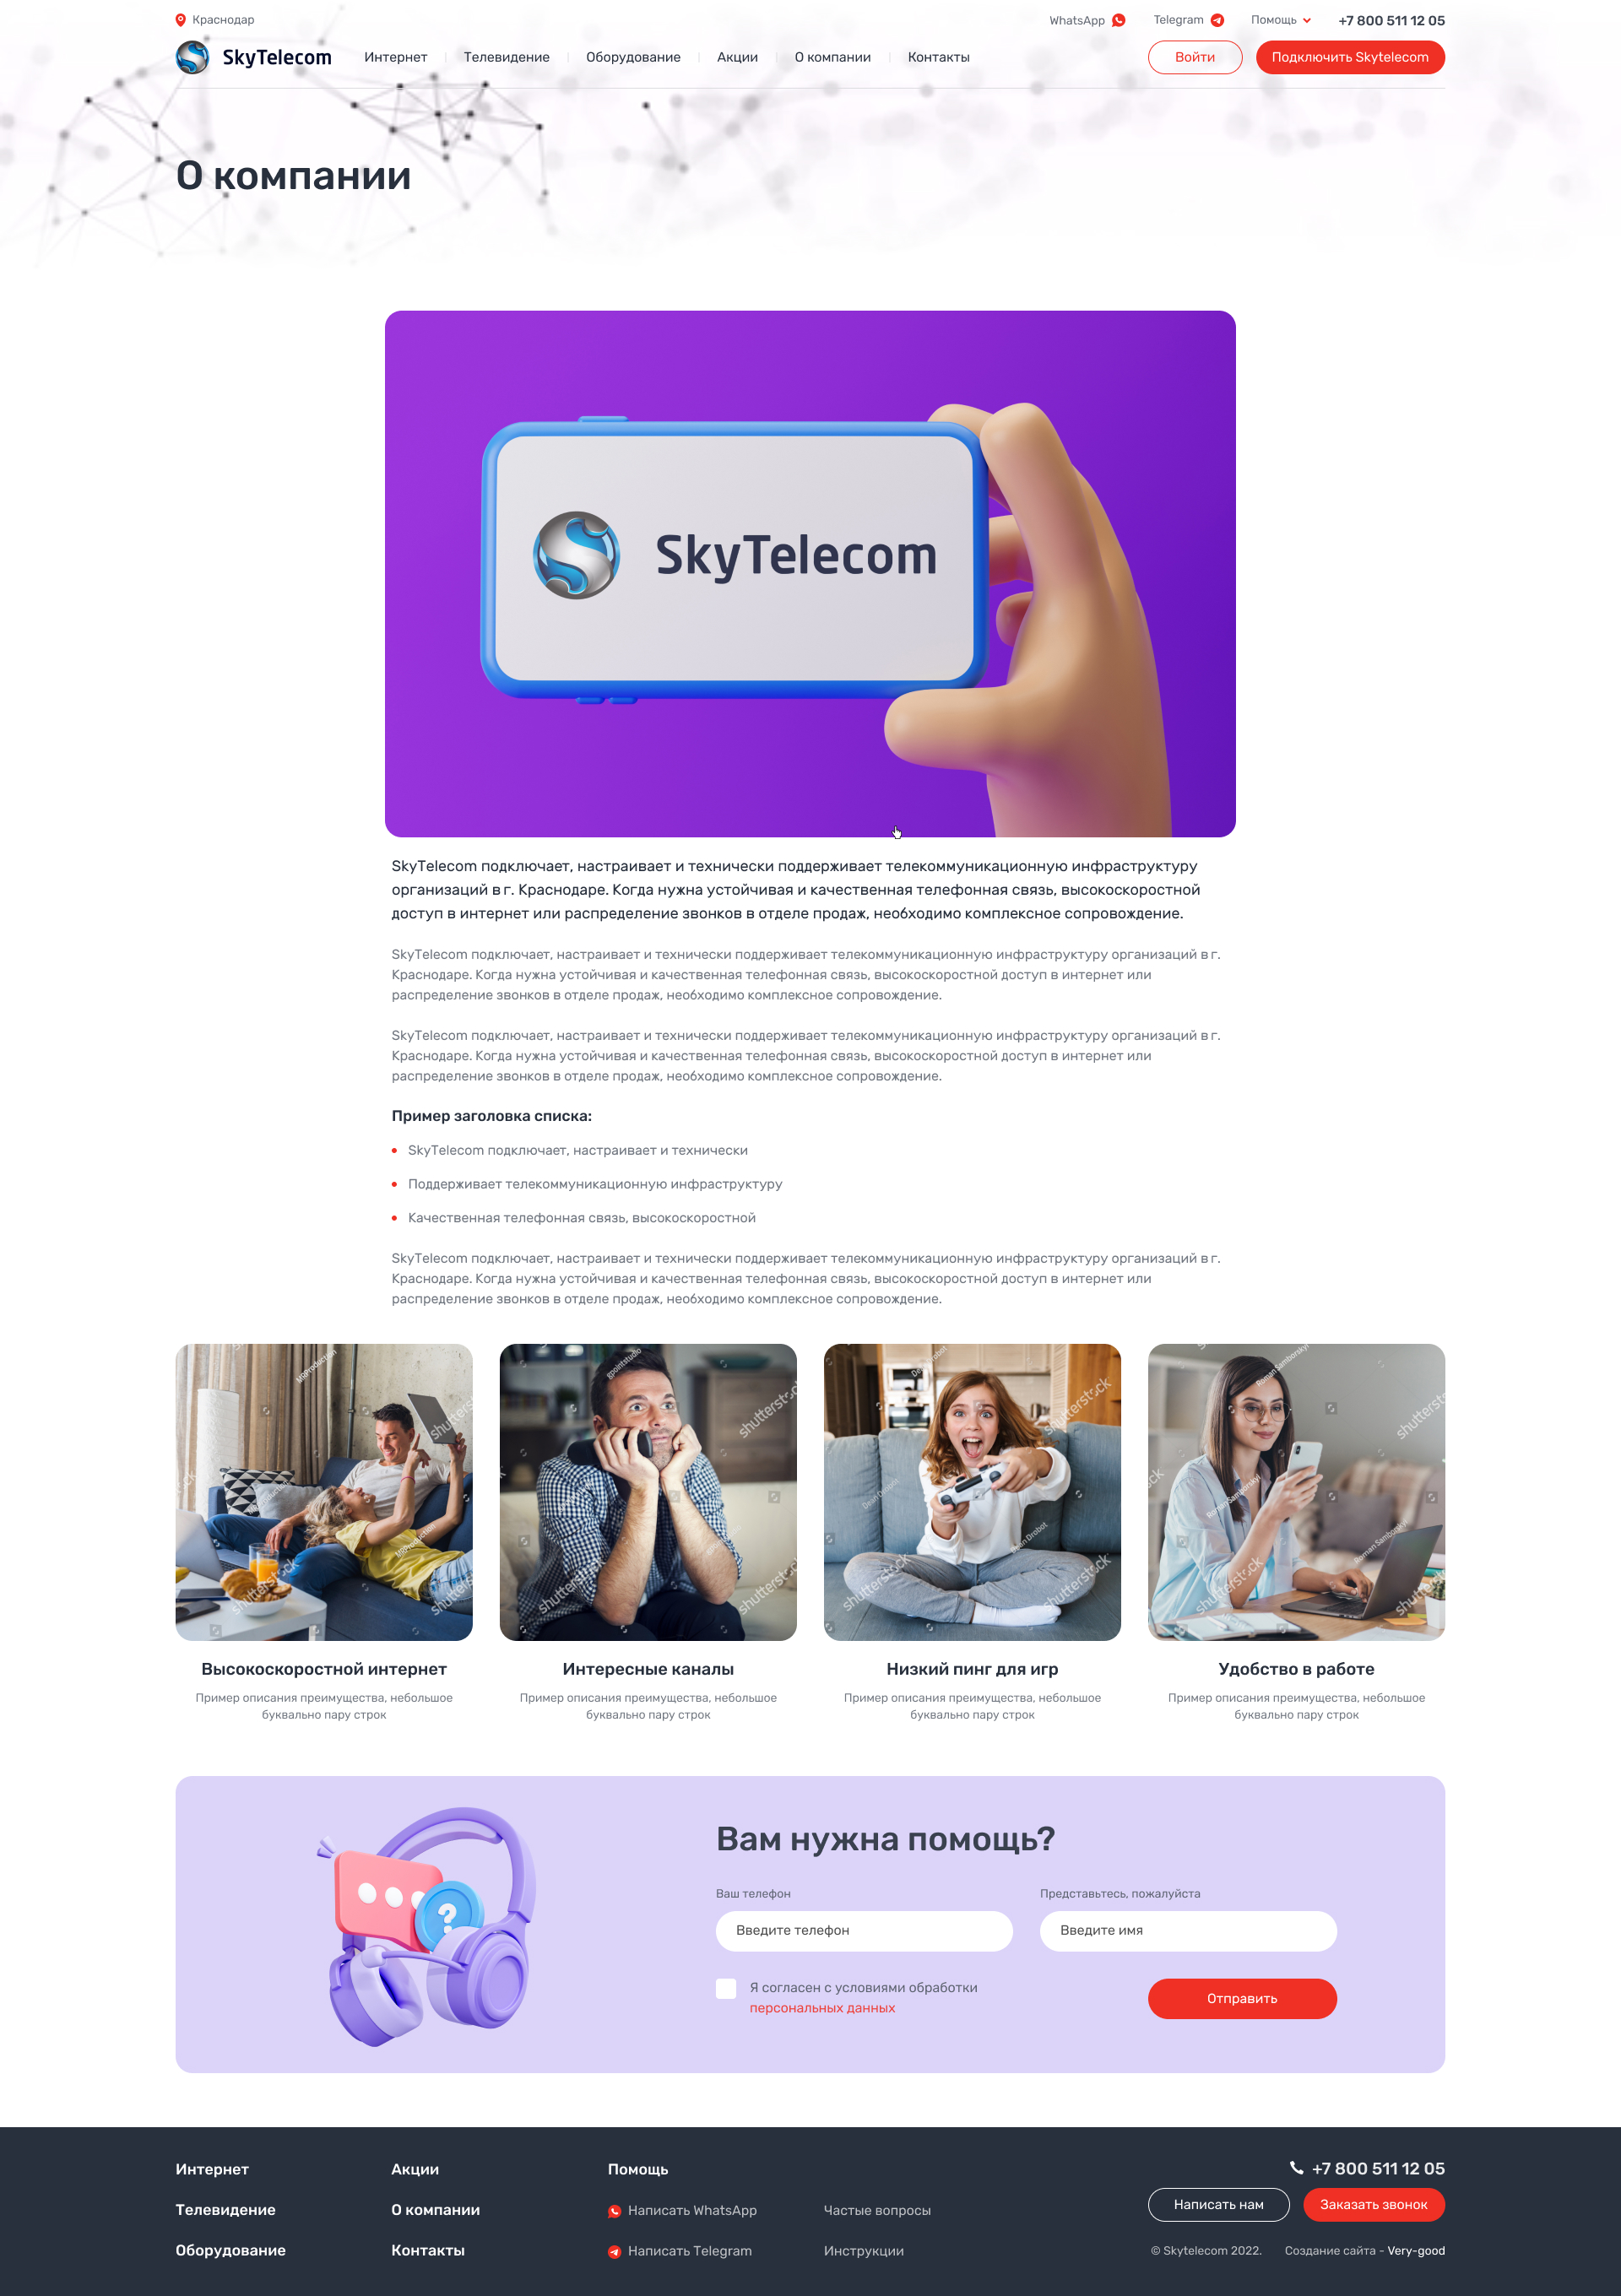 Краснодар
WhatsApp
Telegram
Помощь
+7 800 511 12 05
SkyTelecom
Интернет
Телевидение
Оборудование
Акции
О компании
Контакты
Войти
Подключить Skytelecom
О компании
SkyTelecom
SkyTelecom подключает, настраивает и технически поддерживает телекоммуникационную инфраструктуру
организаций в г. Краснодаре. Когда нужна устойчивая и качественная телефонная связь, высокоскоростной
доступ в интернет или распределение звонков в отделе продаж, необходимо комплексное сопровождение.
SkyTelecom подключает, настраивает и технически поддерживает телекоммуникационную инфраструктуру организаций в г.
Краснодаре. Когда нужна устойчивая и качественная телефонная связь, высокоскоростной доступ в интернет или
распределение звонков в отделе продаж, необходимо комплексное сопровождение.
SkyTelecom подключает, настраивает и технически поддерживает телекоммуникационную инфраструктуру организаций в г.
Краснодаре. Когда нужна устойчивая и качественная телефонная связь, высокоскоростной доступ в интернет или
распределение звонков в отделе продаж, необходимо комплексное сопровождение.
Пример заголовка списка:
SkyTelecom подключает, настраивает и технически
Поддерживает телекоммуникационную инфраструктуру
Качественная телефонная связь, высокоскоростной
SkyTelecom подключает, настраивает и технически поддерживает телекоммуникационную инфраструктуру организаций в г.
Краснодаре. Когда нужна устойчивая и качественная телефонная связь, высокоскоростной доступ в интернет или
распределение звонков в отделе продаж, необходимо комплексное сопровождение.
MRProduction
shutterstock
gpointstudio
shutterstock
shutterstock
Roman Samborskyi
Высокоскоростной интернет
Пример описания преимущества, небольшое
буквально пару строк
Интересные каналы
Пример описания преимущества, небольшое
буквально пару строк
Низкий пинг для игр
Пример описания преимущества, небольшое
буквально пару строк
Удобство в работе
Пример описания преимущества, небольшое
буквально пару строк
Вам нужна помощь?
Ваш телефон
Представьтесь, пожалуйста
Введите телефон
Введите имя
Я согласен с условиями обработки
персональных данных
Отправить
Интернет
Акции
Помощь
+7 800 511 12 05
Телевидение
О компании
Написать WhatsApp
Частые вопросы
Написать нам
Заказать звонок
Оборудование
Контакты
Написать Telegram
Инструкции
© Skytelecom 2022.
Создание сайта - Very-good